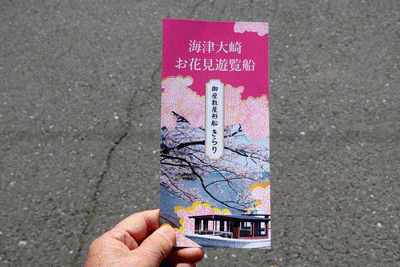 海津大崎
お花見遊覧船
御座敷屋形船 きらり